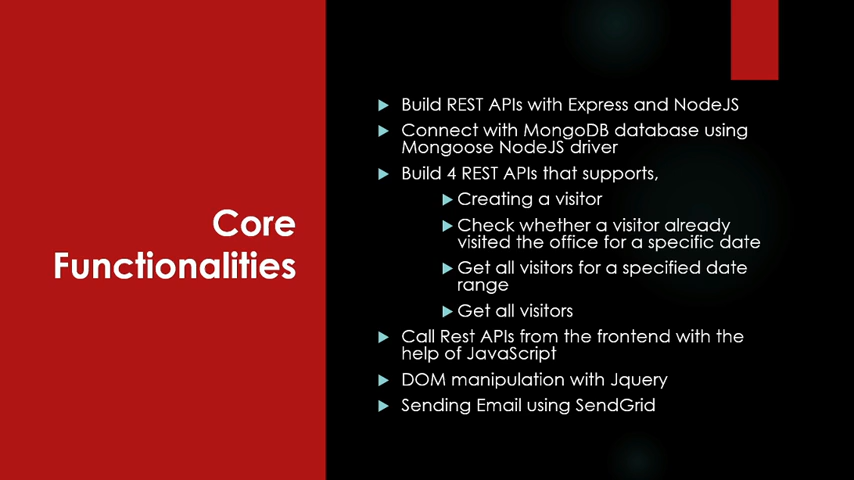 Core
Functionalities
Build REST APIs with Express and NodeJS
Connect with MongoDB database using
Mongoose NodeJS driver
Build 4 REST APIs that supports,
Creating a visitor
Check whether a visitor already
visited the office for a specific date
Get all visitors for a specified date
range
Get all visitors
Call Rest APIs from the frontend with the
help of JavaScript
DOM manipulation with Jquery
Sending Email using SendGrid